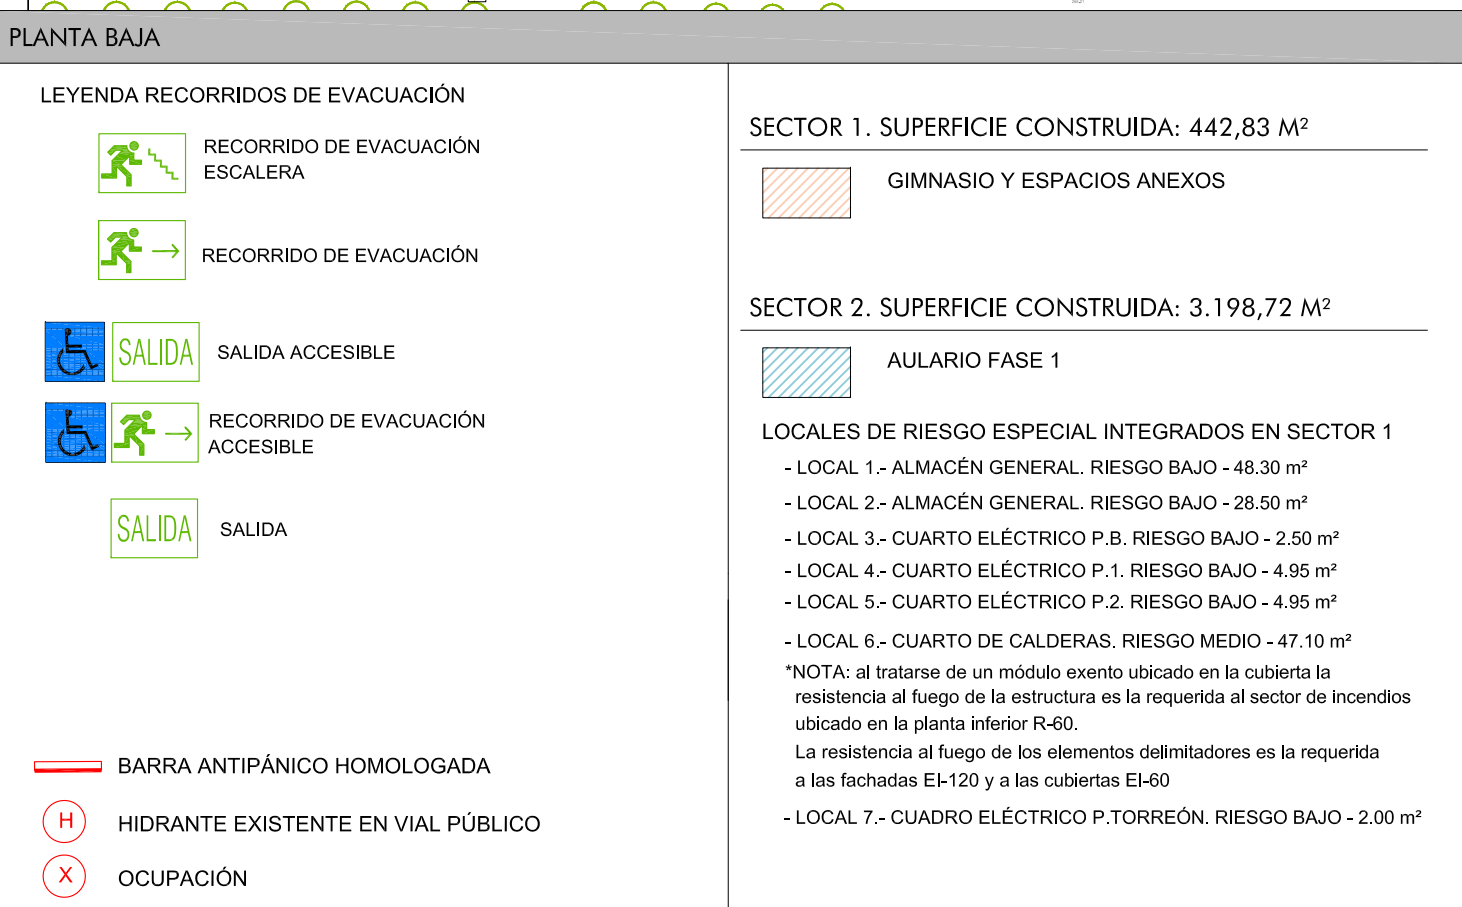 PLANTA BAJA
LEYENDA RECORRIDOS DE EVACUACIÓN
RECORRIDO DE EVACUACIÓN
ESCALERA
RECORRIDO DE EVACUACIÓN
SALIDA
SALIDA ACCESIBLE
RECORRIDO DE EVACUACIÓN
ACCESIBLE
SALIDA
SALIDA
BARRA ANTIPÁNICO HOMOLOGADA
H
HIDRANTE EXISTENTE EN VIAL PÚBLICO
X
OCUPACIÓN
SECTOR 1. SUPERFICIE CONSTRUIDA: 442,83 M²
GIMNASIO Y ESPACIOS ANEXOS
SECTOR 2. SUPERFICIE CONSTRUIDA: 3.198,72 M²
AULARIO FASE 1
LOCALES DE RIESGO ESPECIAL INTEGRADOS EN SECTOR 1
- LOCAL 1.- ALMACÉN GENERAL. RIESGO BAJO - 48.30 m²
- LOCAL 2.- ALMACÉN GENERAL. RIESGO BAJO - 28.50 m²
- LOCAL 3.- CUARTO ELÉCTRICO P.B. RIESGO BAJO - 2.50 m²
- LOCAL 4.- CUARTO ELÉCTRICO P.1. RIESGO BAJO - 4.95 m²
- LOCAL 5.- CUARTO ELÉCTRICO P.2. RIESGO BAJO - 4.95 m²
- LOCAL 6.- CUARTO DE CALDERAS. RIESGO MEDIO - 47.10 m²
*NOTA: al tratarse de un módulo exento ubicado en la cubierta la
resistencia al fuego de la estructura es la requerida al sector de incendios
ubicado en la planta inferior R-60.
La resistencia al fuego de los elementos delimitadores es la requerida
a las fachadas EI-120 y a las cubiertas EI-60
- LOCAL 7.- CUADRO ELÉCTRICO P.TORREÓN. RIESGO BAJO - 2.00 m²